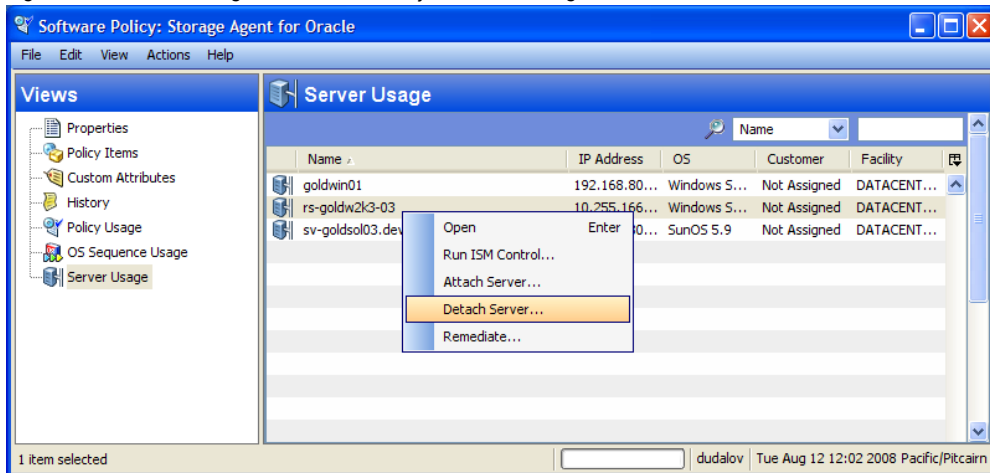 Software Policy: Storage Agent for Oracle
File Edit View Actions Help
Views
Properties
Policy Items
Custom Attributes
History
Policy Usage
OS Sequence Usage
Server Usage
Server Usage
Name
Name IP Address OS Customer Facility
goldwin01 192.168.80... Windows S... Not Assigned DATACENT...
rs-goldw2k3-03 10.255.166... Windows S... Not Assigned DATACENT...
sv-goldsol03.dev 0... SunOS 5.9 Not Assigned DATACENT...
Open Enter
Run ISM Control...
Attach Server...
Detach Server...
Remediate...
1 item selected dudalov Tue Aug 12 12:02 2008 Pacific/Pitcairn